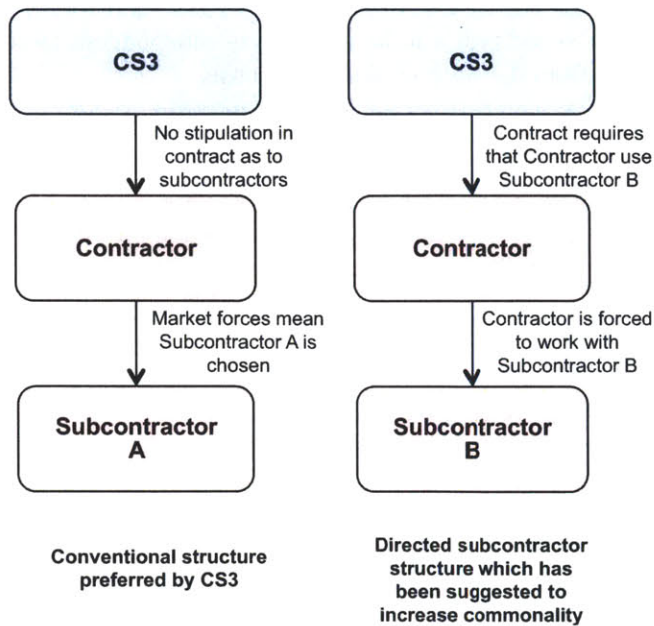 CS3
No stipulation in
contract as to
subcontractors
Contractor
Market forces mean
Subcontractor A is
chosen
Subcontractor
A
Conventional structure
preferred by CS3
CS3
Contract requires
that Contractor use
Subcontractor B
Contractor
Contractor is forced
to work with
Subcontractor B
Subcontractor
B
Directed subcontractor
structure which has
been suggested to
increase commonality